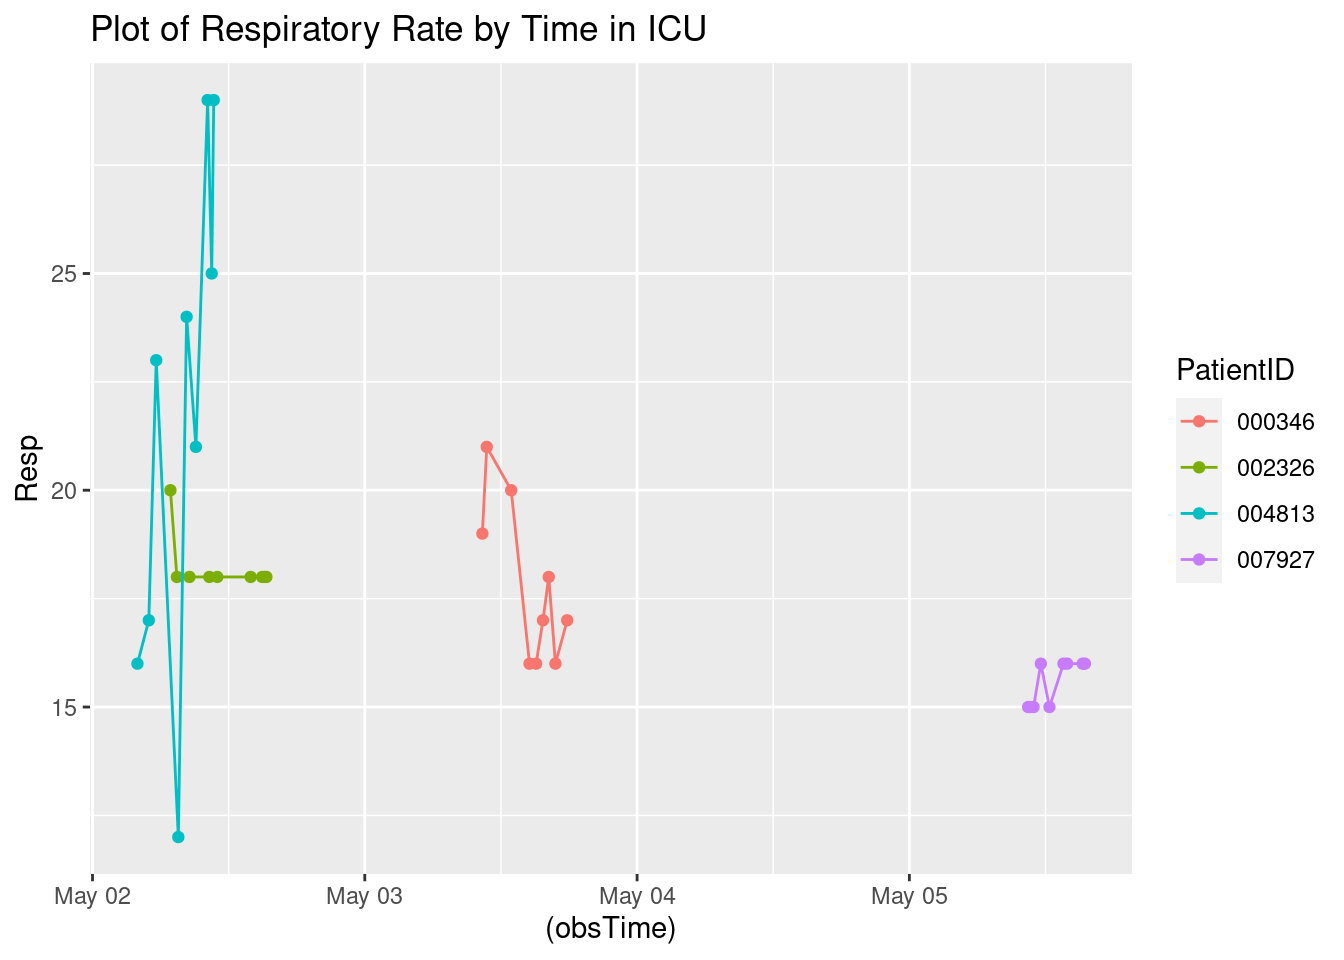 Plot of Respiratory Rate by Time in ICU
25
20
15
Resp
May 02
May 03
May 04
May 05
(obsTime)
PatientID
000346
002326
004813
007927